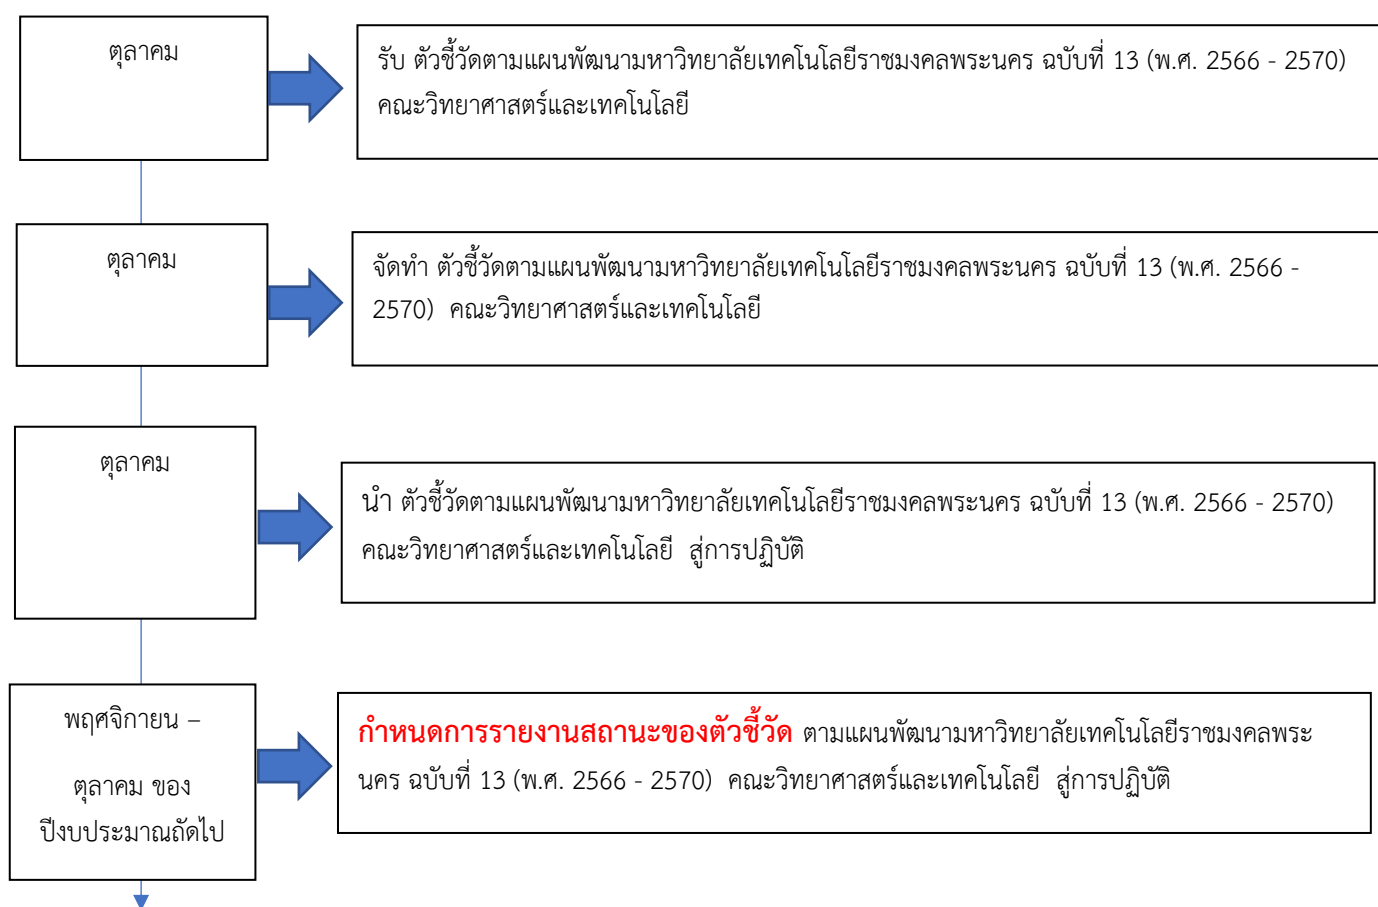 ตุลาคม
รับ ตัวชี้วัดตามแผนพัฒนามหาวิทยาลัยเทคโนโลยีราชมงคลพระนคร ฉบับที่ 13 (พ.ศ. 2566 - 2570)
คณะวิทยาศาสตร์และเทคโนโลยี
ตุลาคม
จัดทำ ตัวชี้วัดตามแผนพัฒนามหาวิทยาลัยเทคโนโลยีราชมงคลพระนคร ฉบับที่ 13 (พ.ศ. 2566 -
2570) คณะวิทยาศาสตร์และเทคโนโลยี
ตุลาคม
นำ ตัวชี้วัดตามแผนพัฒนามหาวิทยาลัยเทคโนโลยีราชมงคลพระนคร ฉบับที่ 13 (พ.ศ. 2566 - 2570)
คณะวิทยาศาสตร์และเทคโนโลยี สู่การปฏิบัติ
พฤศจิกายน –
ตุลาคม ของ
ปีงบประมาณถัดไป
กำหนดการรายงานสถานะของตัวชี้วัด ตามแผนพัฒนามหาวิทยาลัยเทคโนโลยีราชมงคลพระ
นคร ฉบับที่ 13 (พ.ศ. 2566 - 2570) คณะวิทยาศาสตร์และเทคโนโลยี สู่การปฏิบัติ